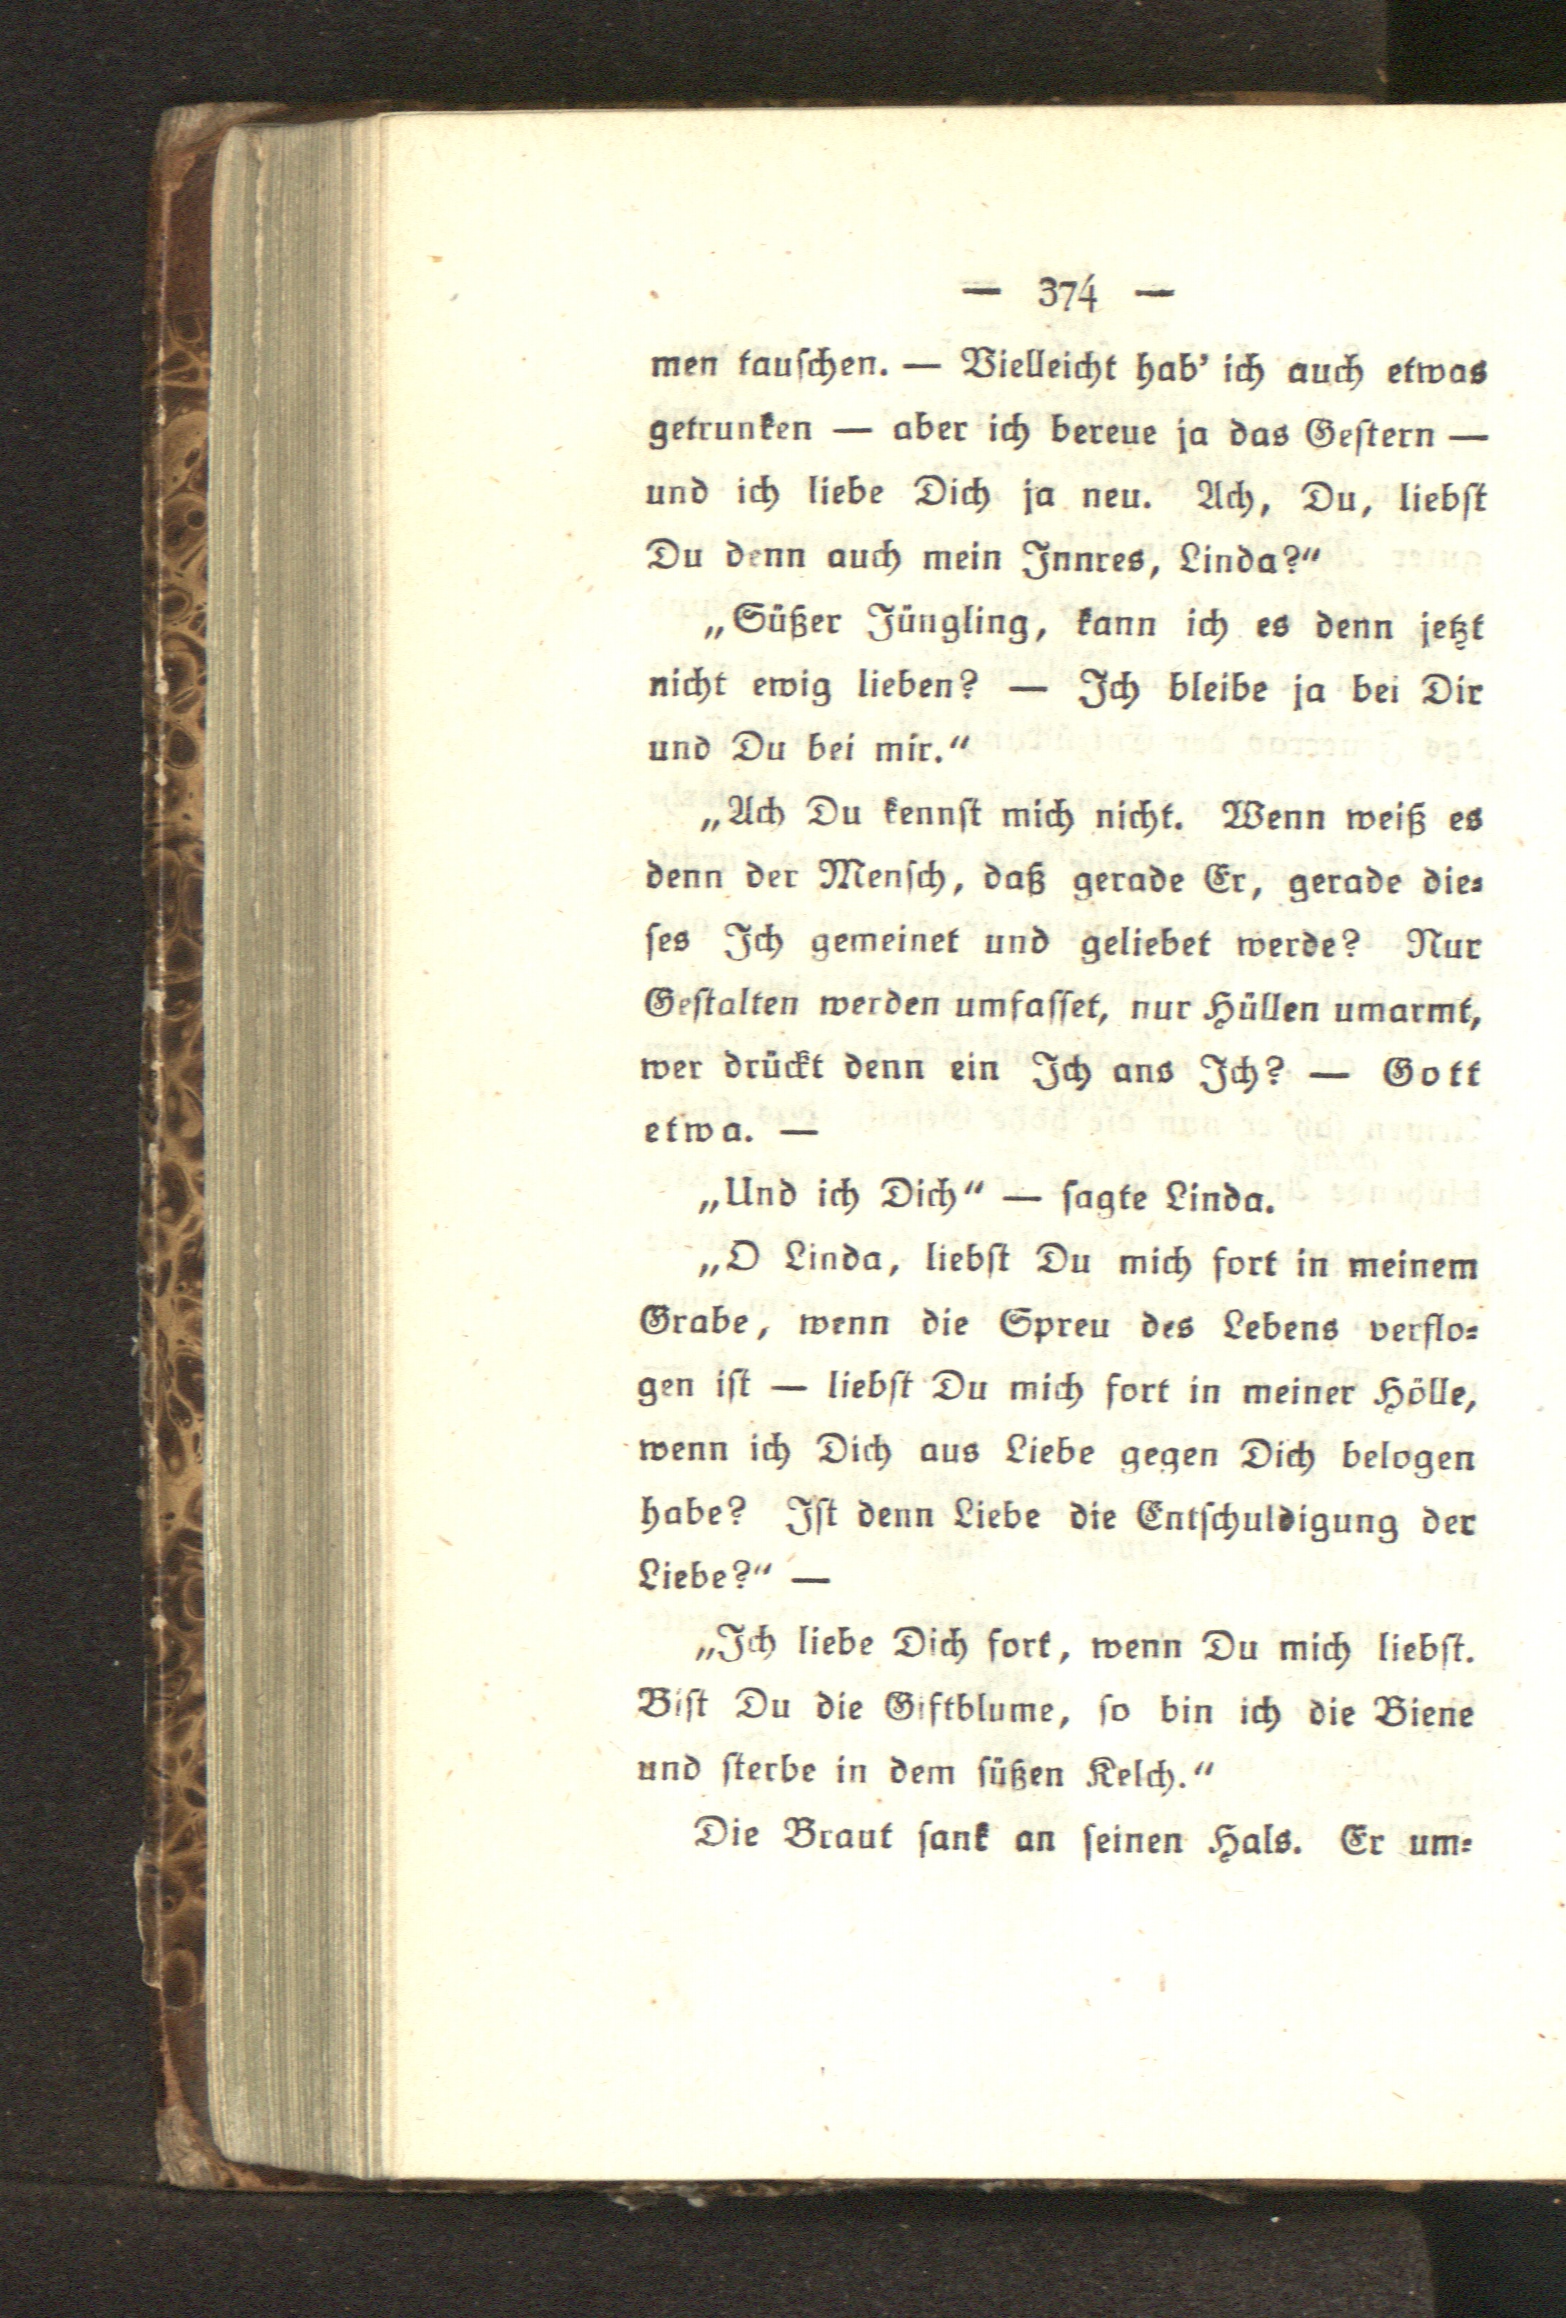 — 374 —
men tauſchen. — Vielleicht hab’ ich auch etwas
getrunken — aber ich bereue ja das Geſtern —
und ich liebe Dich ja neu. Ach, Du, liebſt
Du denn auch mein Innres, Linda?“
„Süßer Jüngling, kann ich es denn jetzt
nicht ewig lieben? — Ich bleibe ja bei Dir
und Du bei mir.“
„Ach Du kennſt mich nicht. Wenn weiß es
denn der Menſch, daß gerade Er, gerade die⸗
ſes Ich gemeinet und geliebet werde? Nur
Geſtalten werden umfaſſet, nur Hüllen umarmt,
wer drückt denn ein Ich ans Ich? — Gott
etwa. —
„Und ich Dich“ — ſagte Linda.
„O Linda, liebſt Du mich fort in meinem
Grabe, wenn die Spreu des Lebens verflo⸗
gen iſt — liebſt Du mich fort in meiner Hölle,
wenn ich Dich aus Liebe gegen Dich belogen
habe? Iſt denn Liebe die Entſchuldigung der
Liebe?“ —
„Ich liebe Dich fort, wenn Du mich liebſt.
Biſt Du die Giftblume, ſo bin ich die Biene
und ſterbe in dem ſüßen Kelch.“
Die Braut ſank an ſeinen Hals. Er um⸗